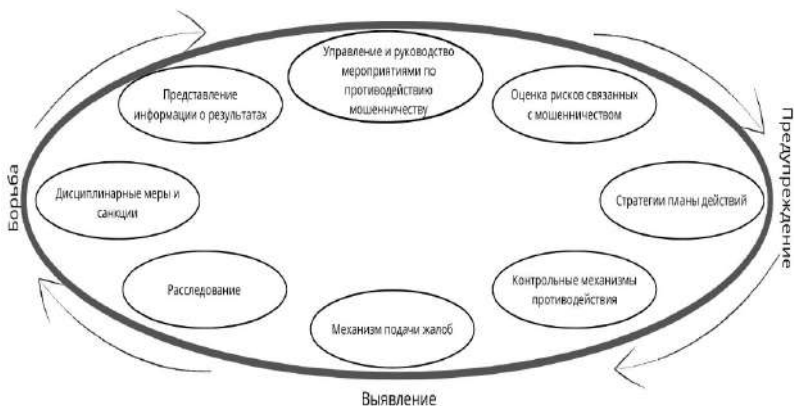 Управление и руководство
мероприятиями по
противодействию
мошенничеству
Представление
информации о результатах
Оценка рисков связанных
с мошенничеством
Борьба
Дисциплинарные меры и
санкции
Стратегии планы действий
Предупреждение
Расследование
Контрольные механизмы
противодействия
Механизм подачи жалоб
Выявление